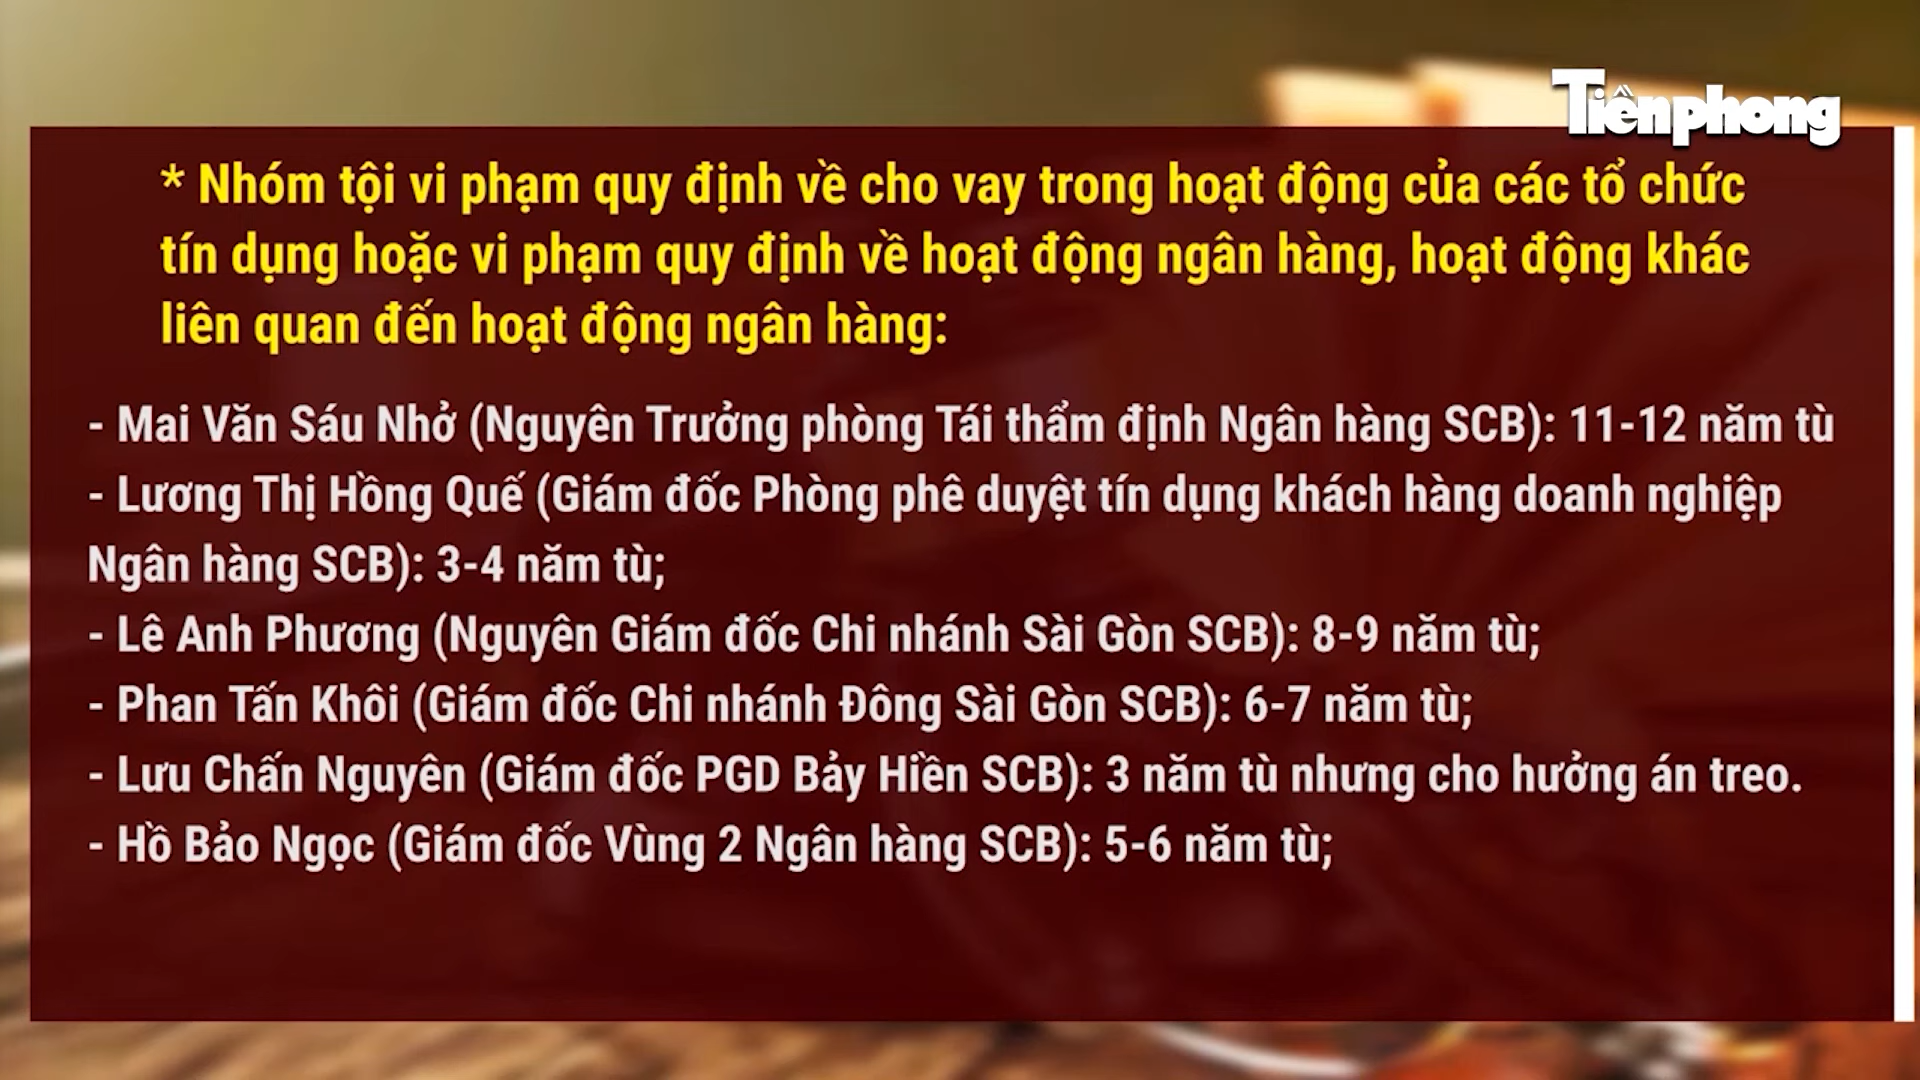 Tiềnphong
* Nhóm tội vi phạm quy định về cho vay trong hoạt động của các tổ chức
tín dụng hoặc vi phạm quy định về hoạt động ngân hàng, hoạt động khác
liên quan đến hoạt động ngân hàng:
- Mai Văn Sáu Nhở (Nguyên Trưởng phòng Tái thẩm định Ngân hàng SCB): 11-12 năm tù
- Lương Thị Hồng Quế (Giám đốc Phòng phê duyệt tín dụng khách hàng doanh nghiệp
Ngân hàng SCB): 3-4 năm tù;
- Lê Anh Phương (Nguyên Giám đốc Chi nhánh Sài Gòn SCB): 8-9 năm tù;
- Phan Tấn Khôi (Giám đốc Chi nhánh Đông Sài Gòn SCB): 6-7 năm tù;
- Lưu Chấn Nguyên (Giám đốc PGD Bảy Hiền SCB): 3 năm tù nhưng cho hưởng án treo.
- Hồ Bảo Ngọc (Giám đốc Vùng 2 Ngân hàng SCB): 5-6 năm tù;